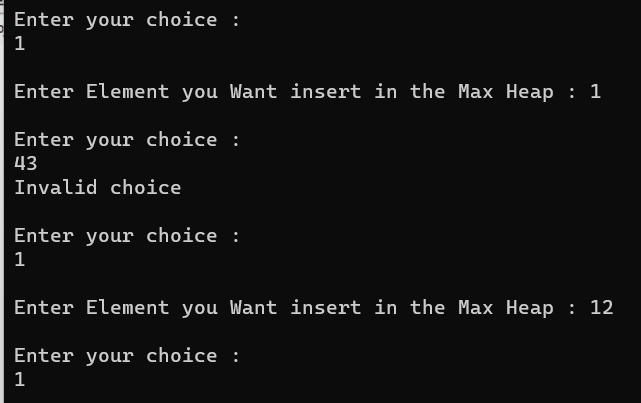 Enter your choice :
1
Enter Element you Want insert in the Max Heap : 1
Enter your choice :
43
Invalid choice
Enter your choice :
1
Enter Element you Want insert in the Max Heap : 12
Enter your choice :
1